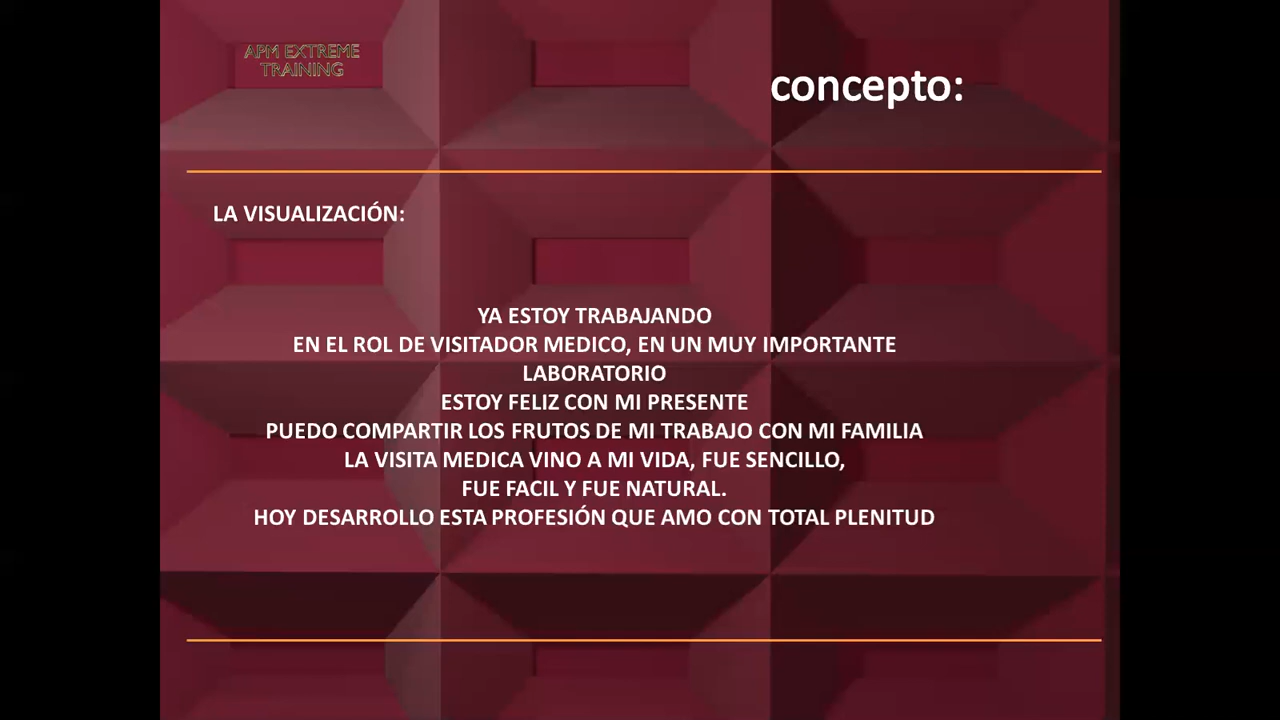 APM EXTREME
TRAINING
concepto:
LA VISUALIZACIÓN:
YA ESTOY TRABAJANDO
EN EL ROL DE VISITADOR MEDICO, EN UN MUY IMPORTANTE
LABORATORIO
ESTOY FELIZ CON MI PRESENTE
PUEDO COMPARTIR LOS FRUTOS DE MI TRABAJO CON MI FAMILIA
LA VISITA MEDICA VINO A MI VIDA, FUE SENCILLO,
FUE FACIL Y FUE NATURAL.
HOY DESARROLLO ESTA PROFESIÓN QUE AMO CON TOTAL PLENITUD